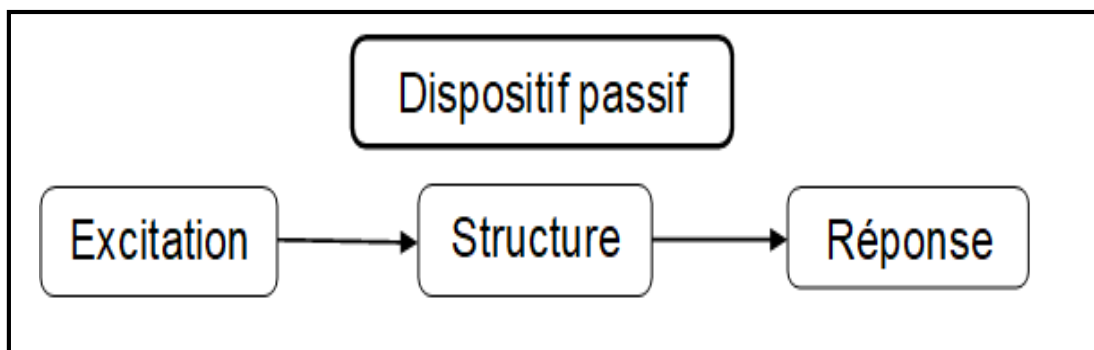 Dispositif passif
Excitation
Structure
Réponse